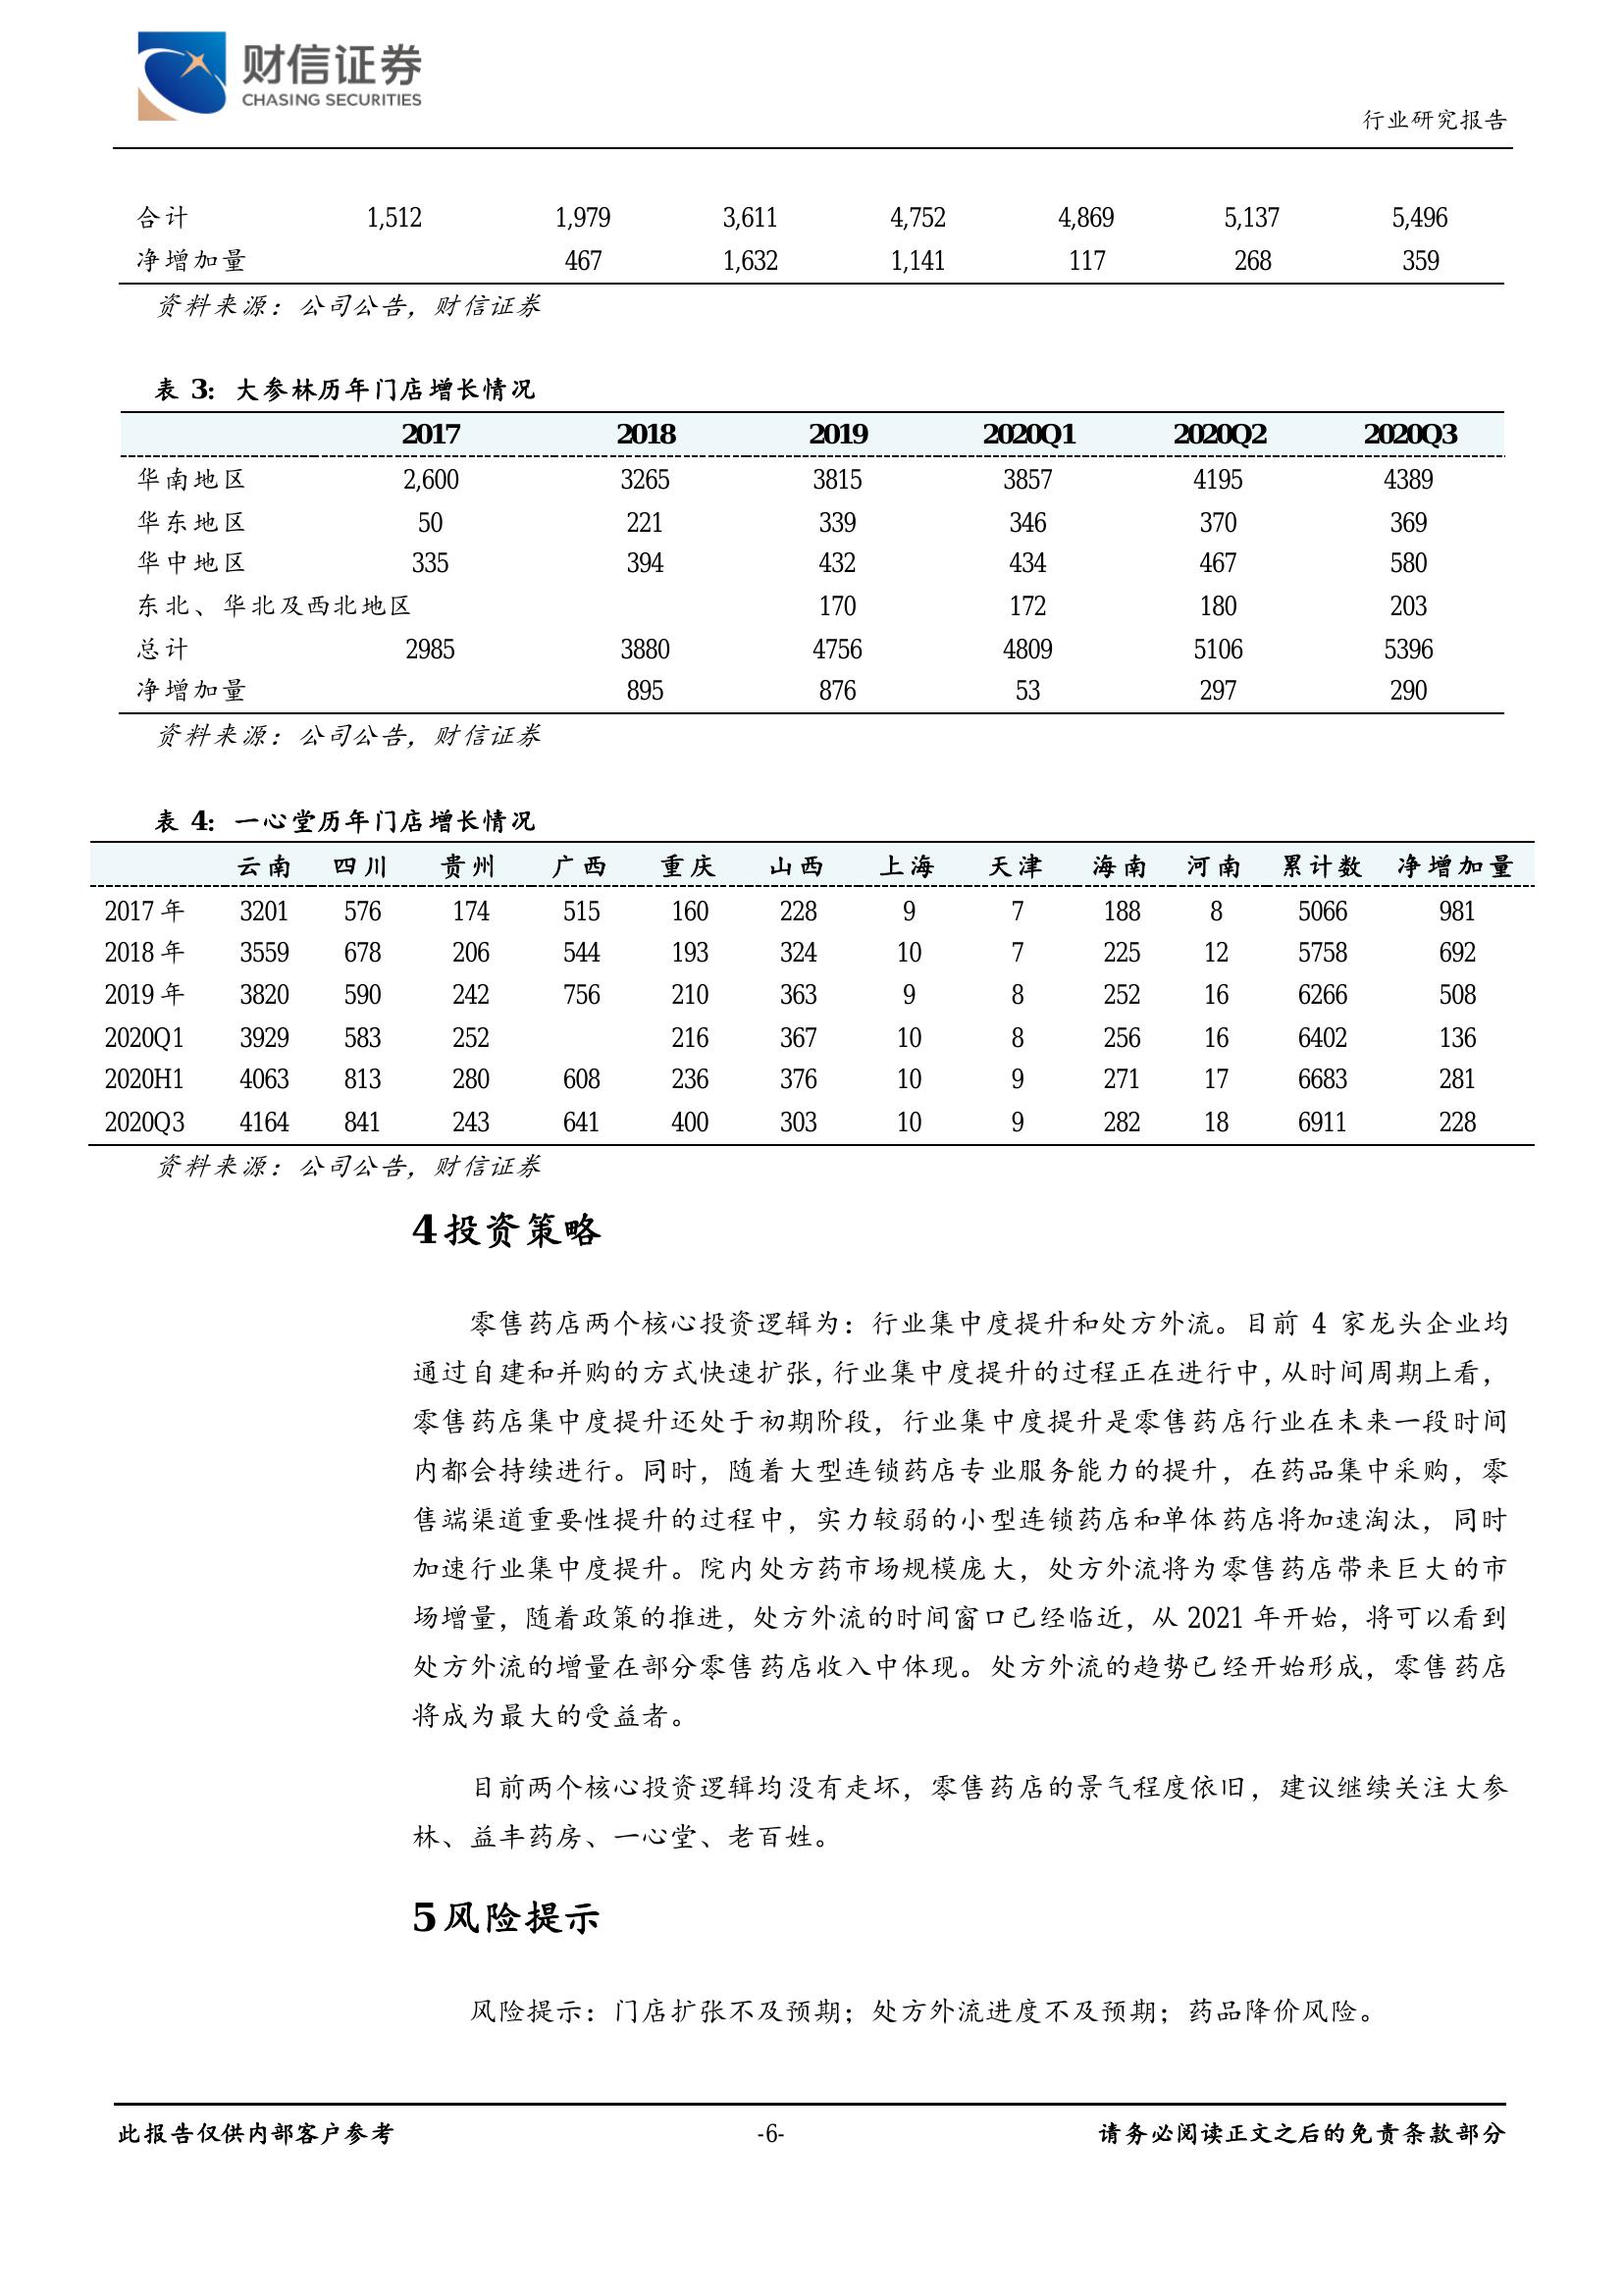 财信证券
CHASING SECURITIES
行业研究报告
合计 1,512 1,979 3,611 4,752 4,869 5,137 5,496
净增加量 467 1,632 1,141 117 268 359
资料来源：公司公告，财信证券
表 3：大参林历年门店增长情况
2017 2018 2019 2020Q1 2020Q2 2020Q3
华南地区 2,600 3265 3815 3857 4195 4389
华东地区 50 221 339 346 370 369
华中地区 335 394 432 434 467 580
东北、华北及西北地区 170 172 180 203
总计 2985 3880 4756 4809 5106 5396
净增加量 895 876 53 297 290
资料来源：公司公告，财信证券
表 4：一心堂历年门店增长情况
云南 四川 贵州 广西 重庆 山西 上海 天津 海南 河南 累计数 净增加量
2017 年 3201 576 174 515 160 228 9 7 188 8 5066 981
2018 年 3559 678 206 544 193 324 10 7 225 12 5758 692
2019 年 3820 590 242 756 210 363 9 8 252 16 6266 508
2020Q1 3929 583 252 216 367 10 8 256 16 6402 136
2020H1 4063 813 280 608 236 376 10 9 271 17 6683 281
2020Q3 4164 841 243 641 400 303 10 9 282 18 6911 228
资料来源：公司公告，财信证券
4 投资策略
零售药店两个核心投资逻辑为：行业集中度提升和处方外流。目前 4 家龙头企业均
通过自建和并购的方式快速扩张，行业集中度提升的过程正在进行中，从时间周期上看，
零售药店集中度提升还处于初期阶段，行业集中度提升是零售药店行业在未来一段时间
内都会持续进行。同时，随着大型连锁药店专业服务能力的提升，在药品集中采购，零
售端渠道重要性提升的过程中，实力较弱的小型连锁药店和单体药店将加速淘汰，同时
加速行业集中度提升。院内处方药市场规模庞大，处方外流将为零售药店带来巨大的市
场增量，随着政策的推进，处方外流的时间窗口已经临近，从 2021 年开始，将可以看到
处方外流的增量在部分零售药店收入中体现。处方外流的趋势已经开始形成，零售药店
将成为最大的受益者。
目前两个核心投资逻辑均没有走坏，零售药店的景气程度依旧，建议继续关注大参
林、益丰药房、一心堂、老百姓。
5 风险提示
风险提示：门店扩张不及预期；处方外流进度不及预期；药品降价风险。
此报告仅供内部客户参考 -6- 请务必阅读正文之后的免责条款部分